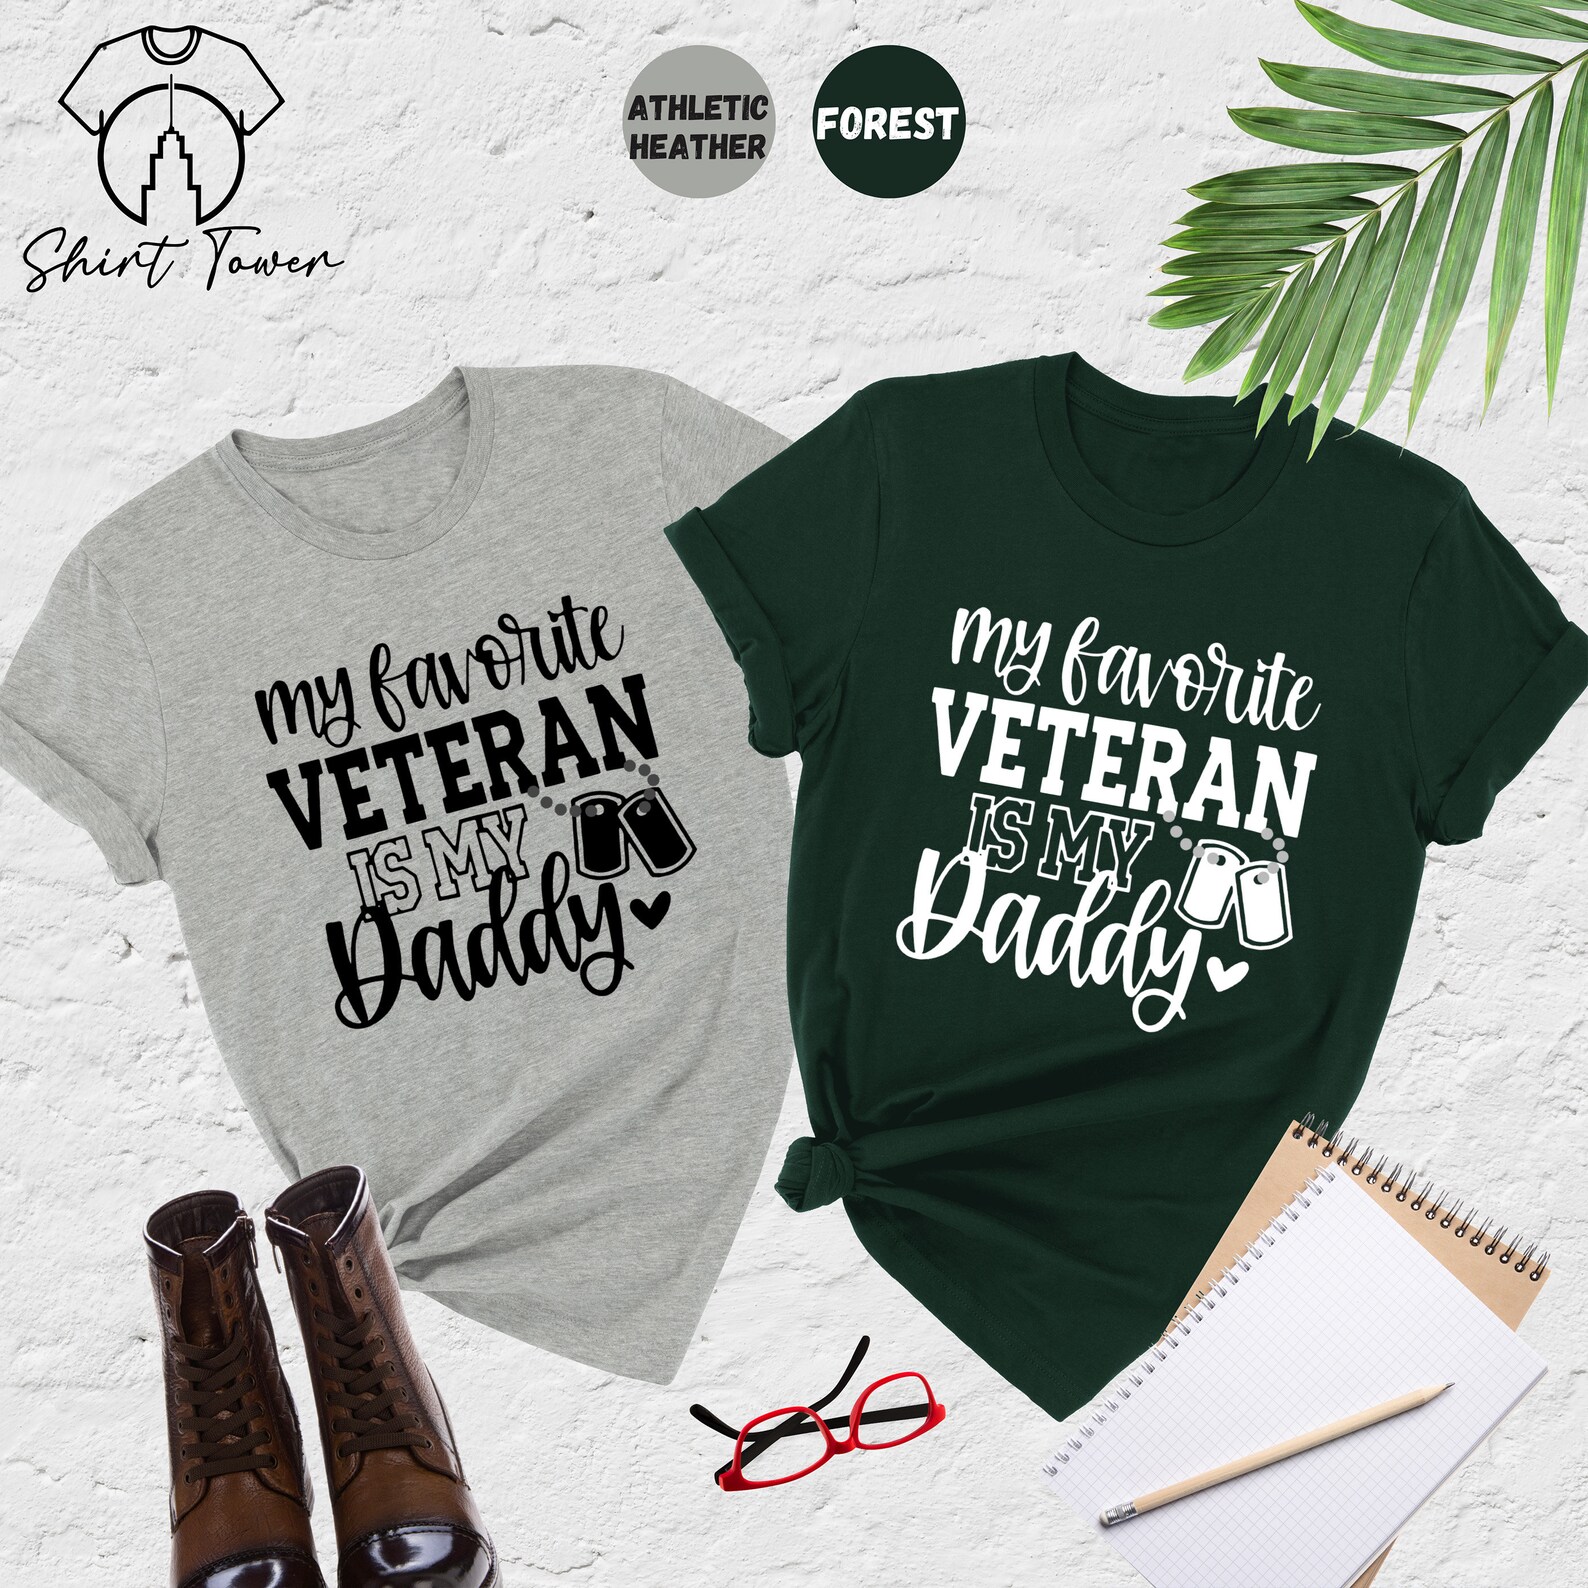 Shirt Tower
ATHLETIC
HEATHER
FOREST
my favorite
VETERAN
IS MY
Daddy
my favorite
VETERAN
IS MY
Daddy